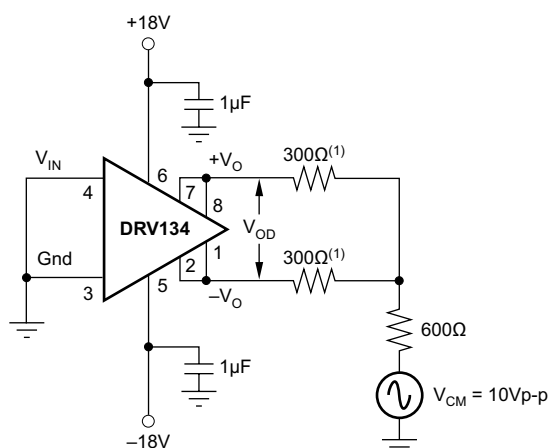 +18V
1µF
V_IN
6
+V_O
300Ω(1)
4
7
8
DRV134
V_OD
Gnd
1
300Ω(1)
3
5
2
–V_O
600Ω
1µF
V_CM = 10Vp-p
–18V